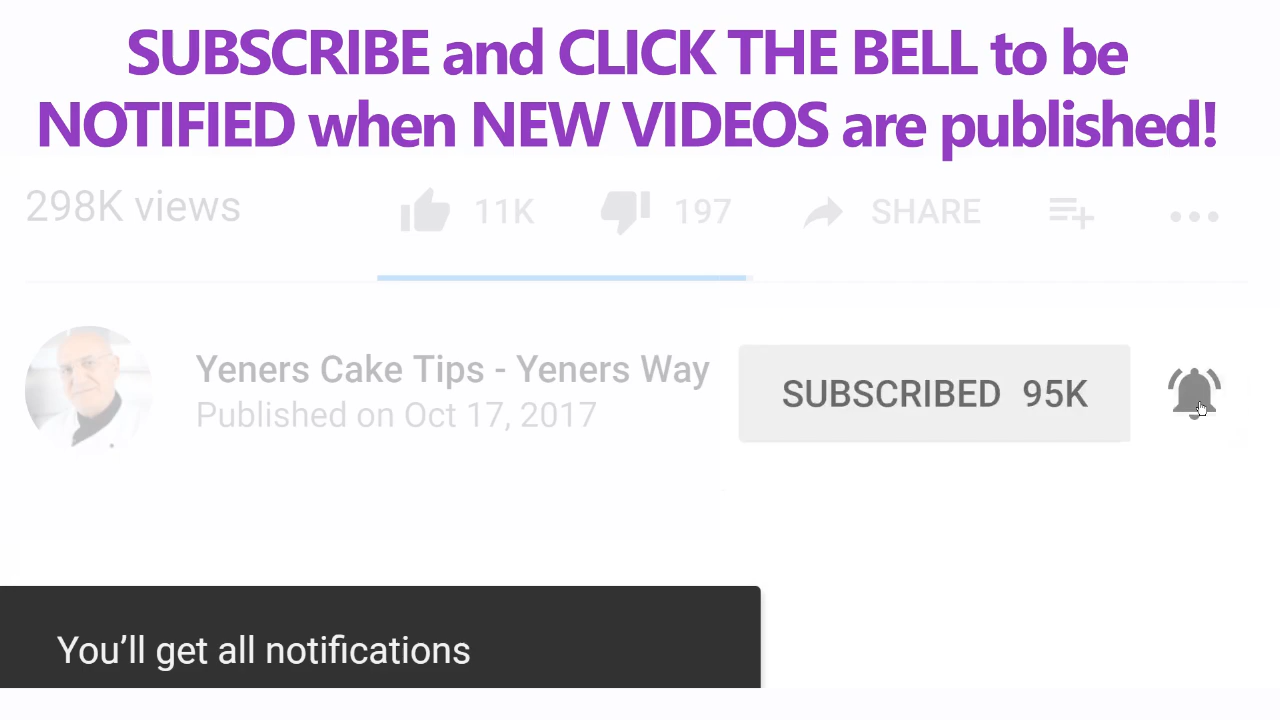 SUBSCRIBE and CLICK THE BELL to be
NOTIFIED when NEW VIDEOS are published!
298K views 11K 197 SHARE
Yeners Cake Tips - Yeners Way
Published on Oct 17, 2017
SUBSCRIBED 95K
You’ll get all notifications